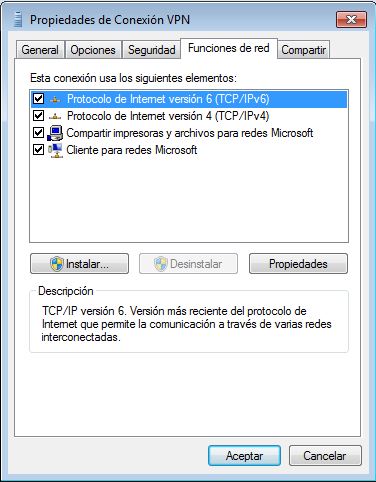 Propiedades de Conexión VPN
General
Opciones
Seguridad
Funciones de red
Compartir
Esta conexión usa los siguientes elementos:
Protocolo de Internet versión 6 (TCP/IPv6)
Protocolo de Internet versión 4 (TCP/IPv4)
Compartir impresoras y archivos para redes Microsoft
Cliente para redes Microsoft
Instalar...
Desinstalar
Propiedades
Descripción
TCP/IP versión 6. Versión más reciente del protocolo de
Internet que permite la comunicación a través de varias redes
interconectadas.
Aceptar
Cancelar